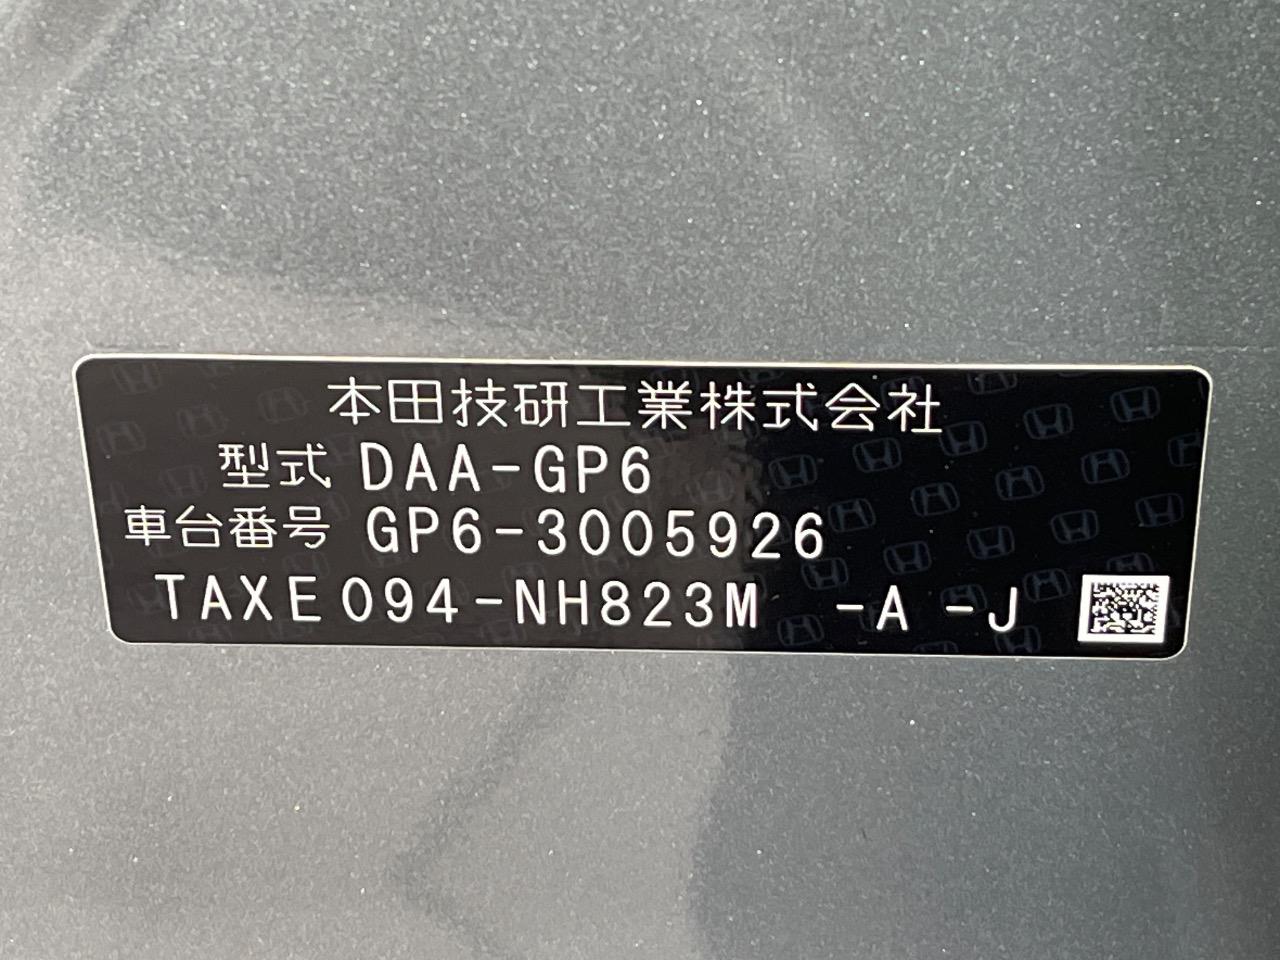 本田技研工業株式会社
型式 DAA-GP6
車台番号 GP6-3005926
TAXE094-NH823M -A -J